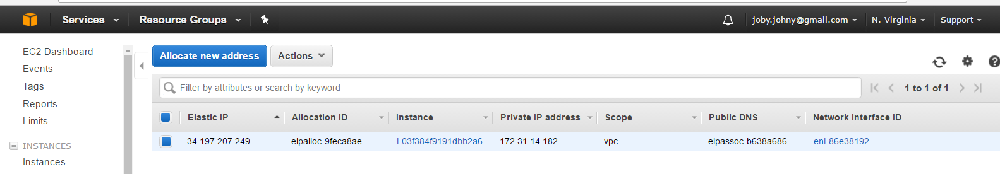 Services Resource Groups joby.johny@gmail.com N. Virginia Support
EC2 Dashboard
Events
Tags
Reports
Limits
INSTANCES
Instances
Allocate new address Actions
Filter by attributes or search by keyword 1 to 1 of 1
Elastic IP Allocation ID Instance Private IP address Scope Public DNS Network Interface ID
34.197.207.249 eipalloc-9feca8ae i-03f384f9191dbb2a6 172.31.14.182 vpc eipassoc-b638a686 eni-86e38192